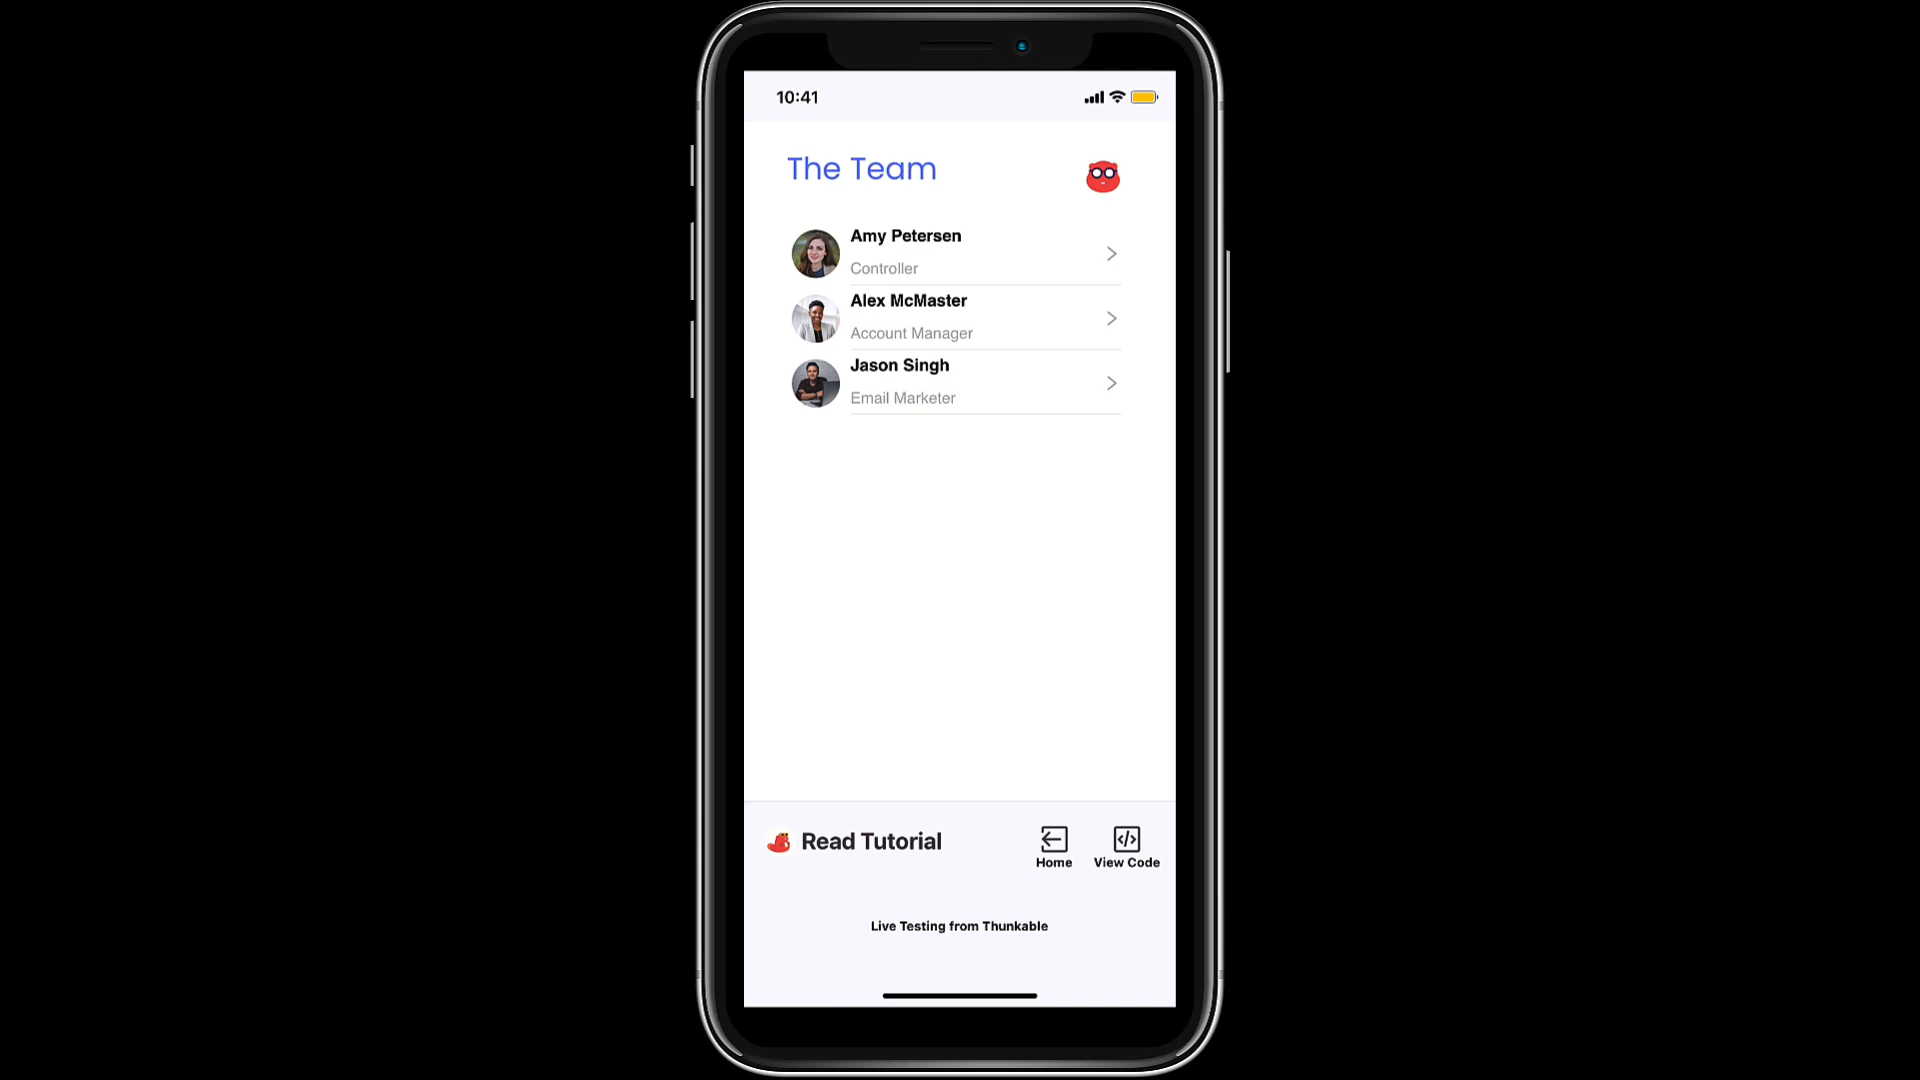 10:41
The Team
Amy Petersen
Controller
Alex McMaster
Account Manager
Jason Singh
Email Marketer
Read Tutorial
Home
View Code
Live Testing from Thunkable